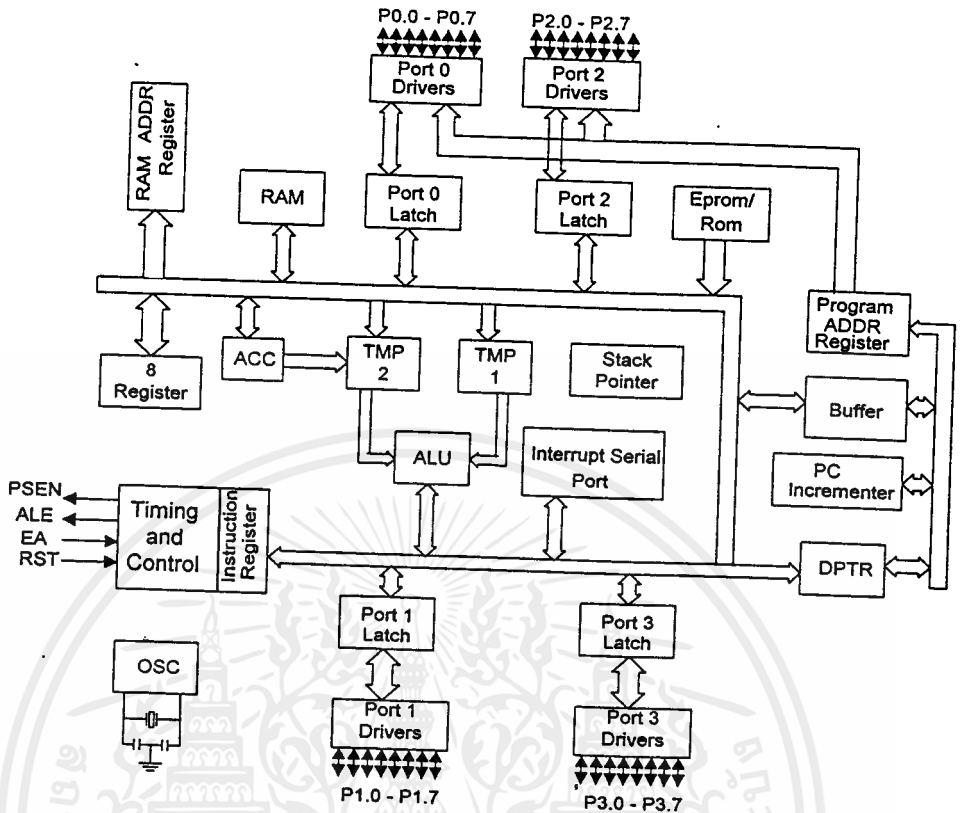 P0.0 - P0.7
P2.0 - P2.7
Port 0
Drivers
Port 2
Drivers
RAM ADDR
Register
RAM
Port 0
Latch
Port 2
Latch
Eprom/
Rom
Program
ADDR
Register
8
Register
ACC
TMP
2
TMP
1
Stack
Pointer
Buffer
ALU
Interrupt Serial
Port
PC
Incrementer
PSEN
ALE
EA
RST
Timing
and
Control
Instruction
Register
DPTR
Port 1
Latch
Port 3
Latch
OSC
Port 1
Drivers
Port 3
Drivers
P1.0 - P1.7
P3.0 - P3.7